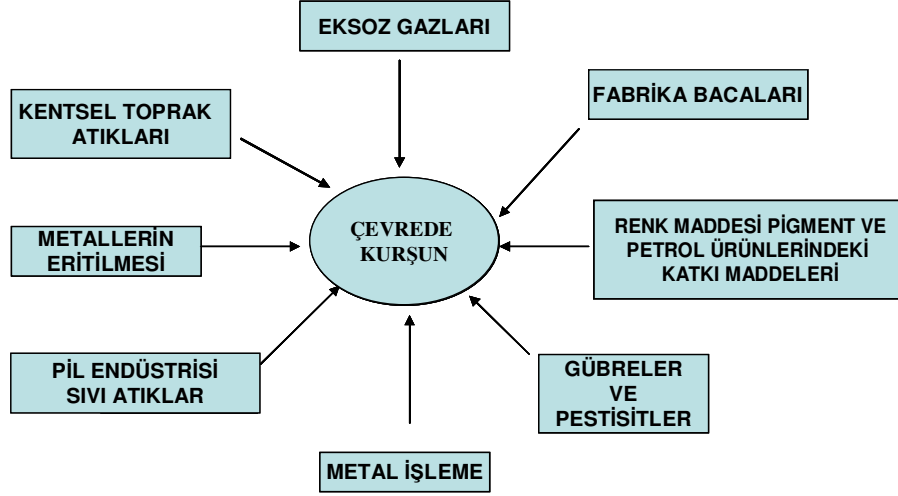 EKSOZ GAZLARI
KENTSEL TOPRAK
ATIKLARI
FABRİKA BACALARI
ÇEVREDE
KURŞUN
METALLERİN
ERİTİLMESİ
RENK MADDESİ PİGMENT VE
PETROL ÜRÜNLERİNDEKİ
KATKI MADDELERİ
PİL ENDÜSTRİSİ
SIVI ATIKLAR
GÜBRELER
VE
PESTİSİTLER
METAL İŞLEME